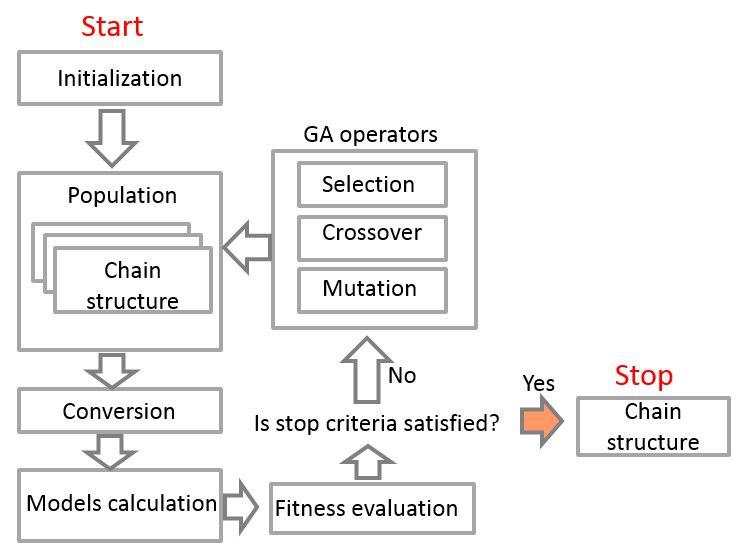 Start
Initialization
Population
Chain
structure
Conversion
Models calculation
GA operators
Selection
Crossover
Mutation
No
Is stop criteria satisfied?
Fitness evaluation
Yes
Stop
Chain
structure